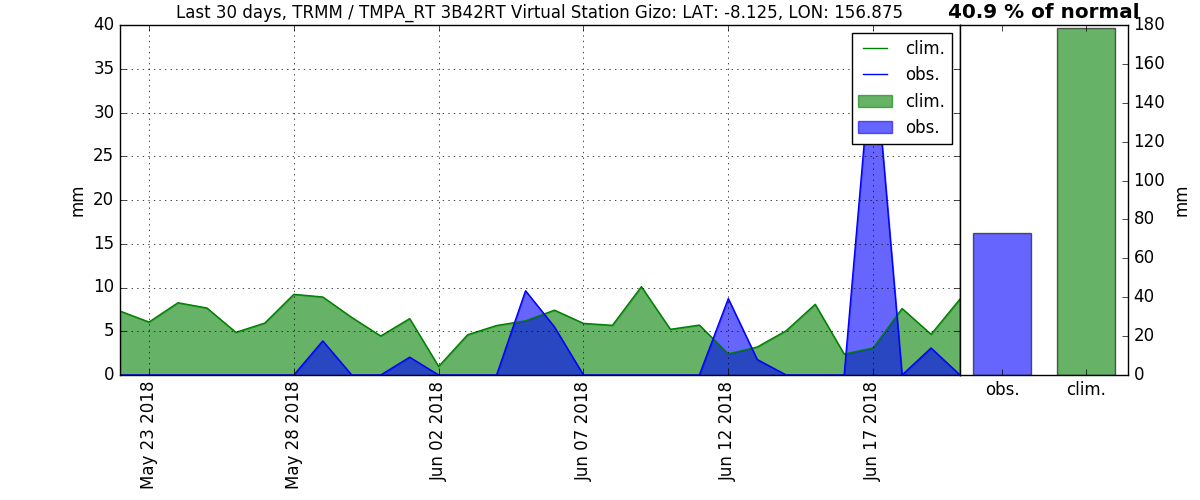 Last 30 days, TRMM / TMPA_RT 3B42RT Virtual Station Gizo: LAT: -8.125, LON: 156.875
40.9 % of normal
40
35
30
25
20
15
10
5
0
mm
clim.
obs.
clim.
obs.
180
160
140
120
100
80
60
40
20
0
mm
obs.
clim.
May 23 2018
May 28 2018
Jun 02 2018
Jun 07 2018
Jun 12 2018
Jun 17 2018